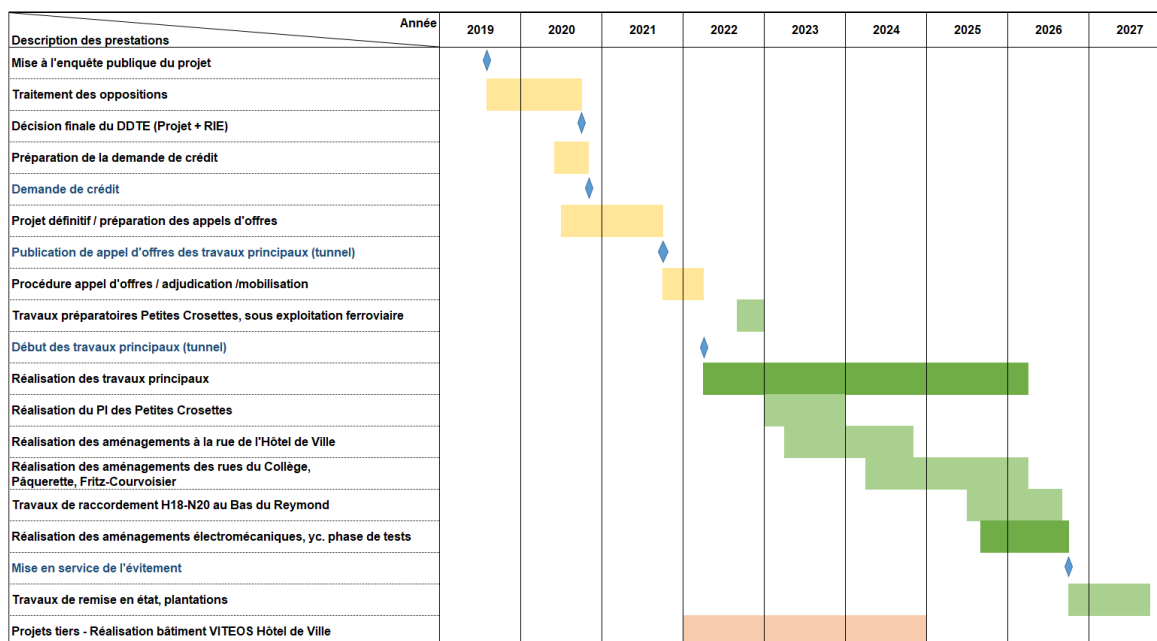 Année
2019 2020 2021 2022 2023 2024 2025 2026 2027
Description des prestations
Mise à l'enquête publique du projet
Traitement des oppositions
Décision finale du DDTE (Projet + RIE)
Préparation de la demande de crédit
Demande de crédit
Projet définitif / préparation des appels d'offres
Publication de appel d'offres des travaux principaux (tunnel)
Procédure appel d'offres / adjudication /mobilisation
Travaux préparatoires Petites Crosettes, sous exploitation ferroviaire
Début des travaux principaux (tunnel)
Réalisation des travaux principaux
Réalisation du PI des Petites Crosettes
Réalisation des aménagements à la rue de l'Hôtel de Ville
Réalisation des aménagements des rues du Collège,
Pâquerette, Fritz-Courvoisier
Travaux de raccordement H18-N20 au Bas du Reymond
Réalisation des aménagements électromécaniques, yc. phase de tests
Mise en service de l'évitement
Travaux de remise en état, plantations
Projets tiers - Réalisation bâtiment VITEOS Hôtel de Ville